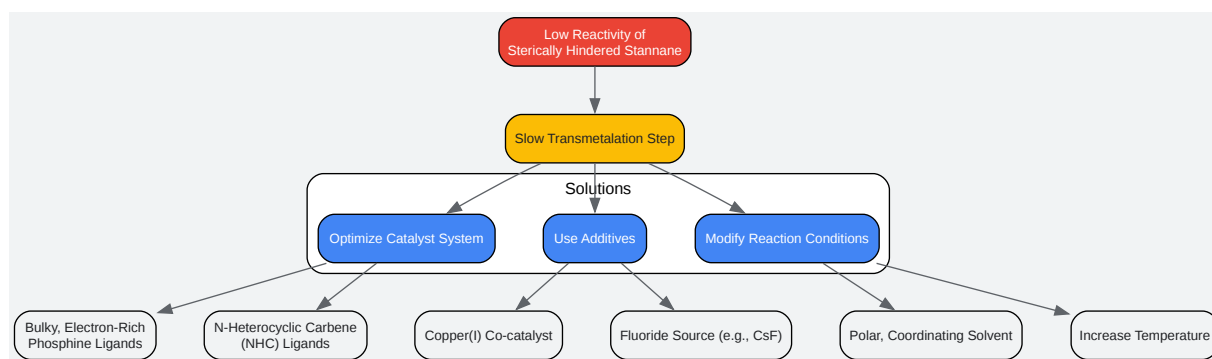 Low Reactivity of
Sterically Hindered Stannane
Slow Transmetalation Step
Solutions
Optimize Catalyst System
Use Additives
Modify Reaction Conditions
Bulky, Electron-Rich
Phosphine Ligands
N-Heterocyclic Carbene
(NHC) Ligands
Copper(I) Co-catalyst
Fluoride Source (e.g., CsF)
Polar, Coordinating Solvent
Increase Temperature